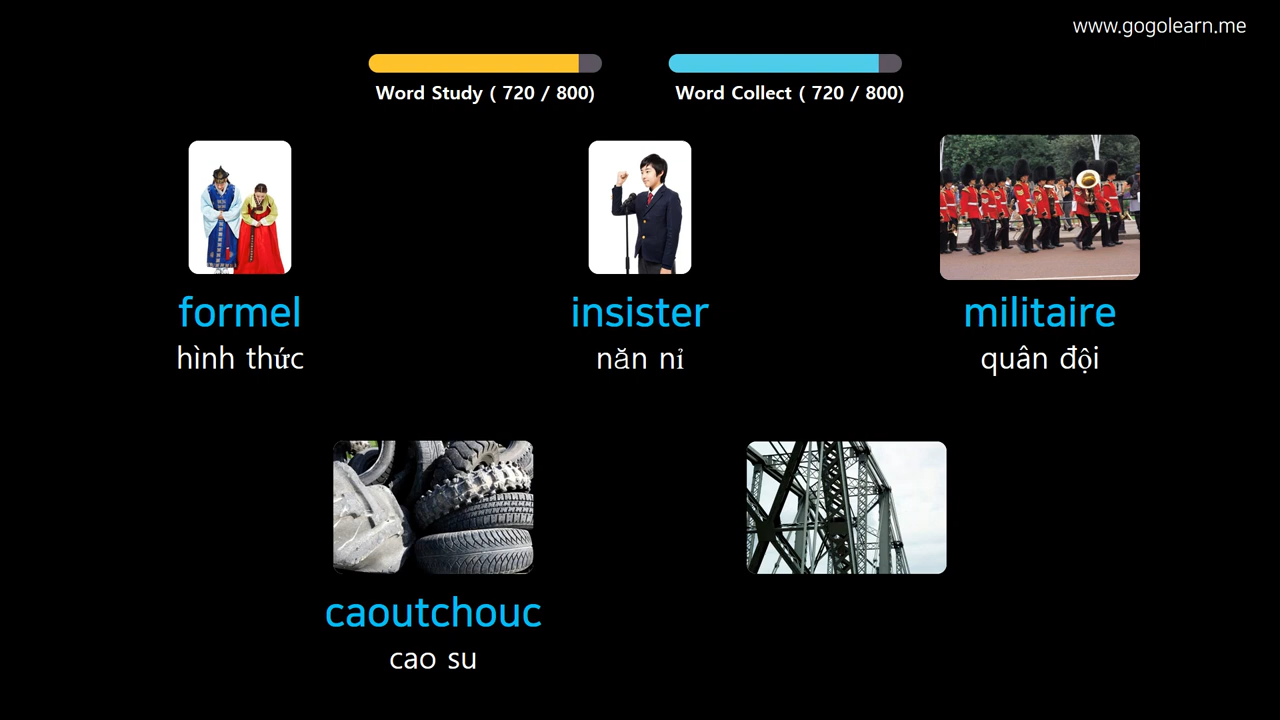 www.gogolearn.me
Word Study ( 720 / 800)
Word Collect ( 720 / 800)
formel
hình thức
insister
năn nỉ
militaire
quân đội
caoutchouc
cao su